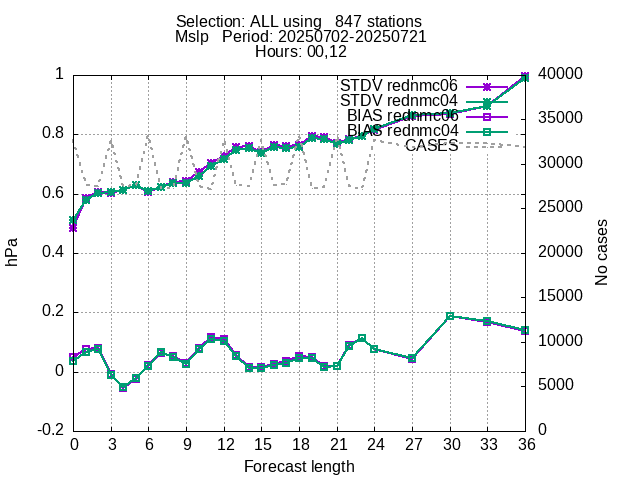 Selection: ALL using   847 stations
Mslp   Period: 20250702-20250721
Hours: 00,12
1
0.8
0.6
0.4
0.2
0
-0.2
40000
35000
30000
25000
20000
15000
10000
5000
0
hPa
No cases
STDV rednmc06
STDV rednmc04
BIAS rednmc06
BIAS rednmc04
CASES
0 3 6 9 12 15 18 21 24 27 30 33 36
Forecast length